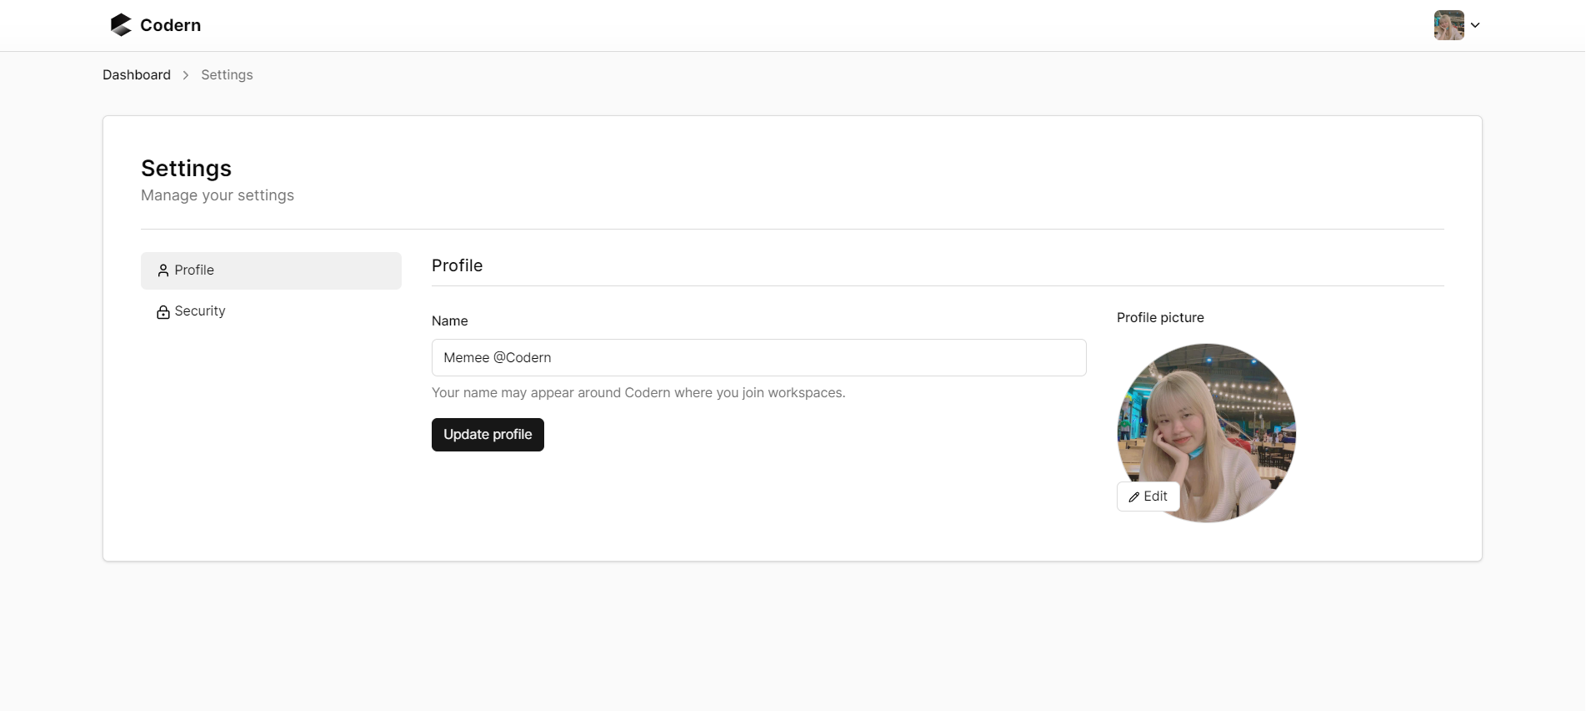 Codern
Dashboard > Settings
Settings
Manage your settings
Profile
Security
Profile
Name
Memee @Codern
Your name may appear around Codern where you join workspaces.
Update profile
Profile picture
Edit